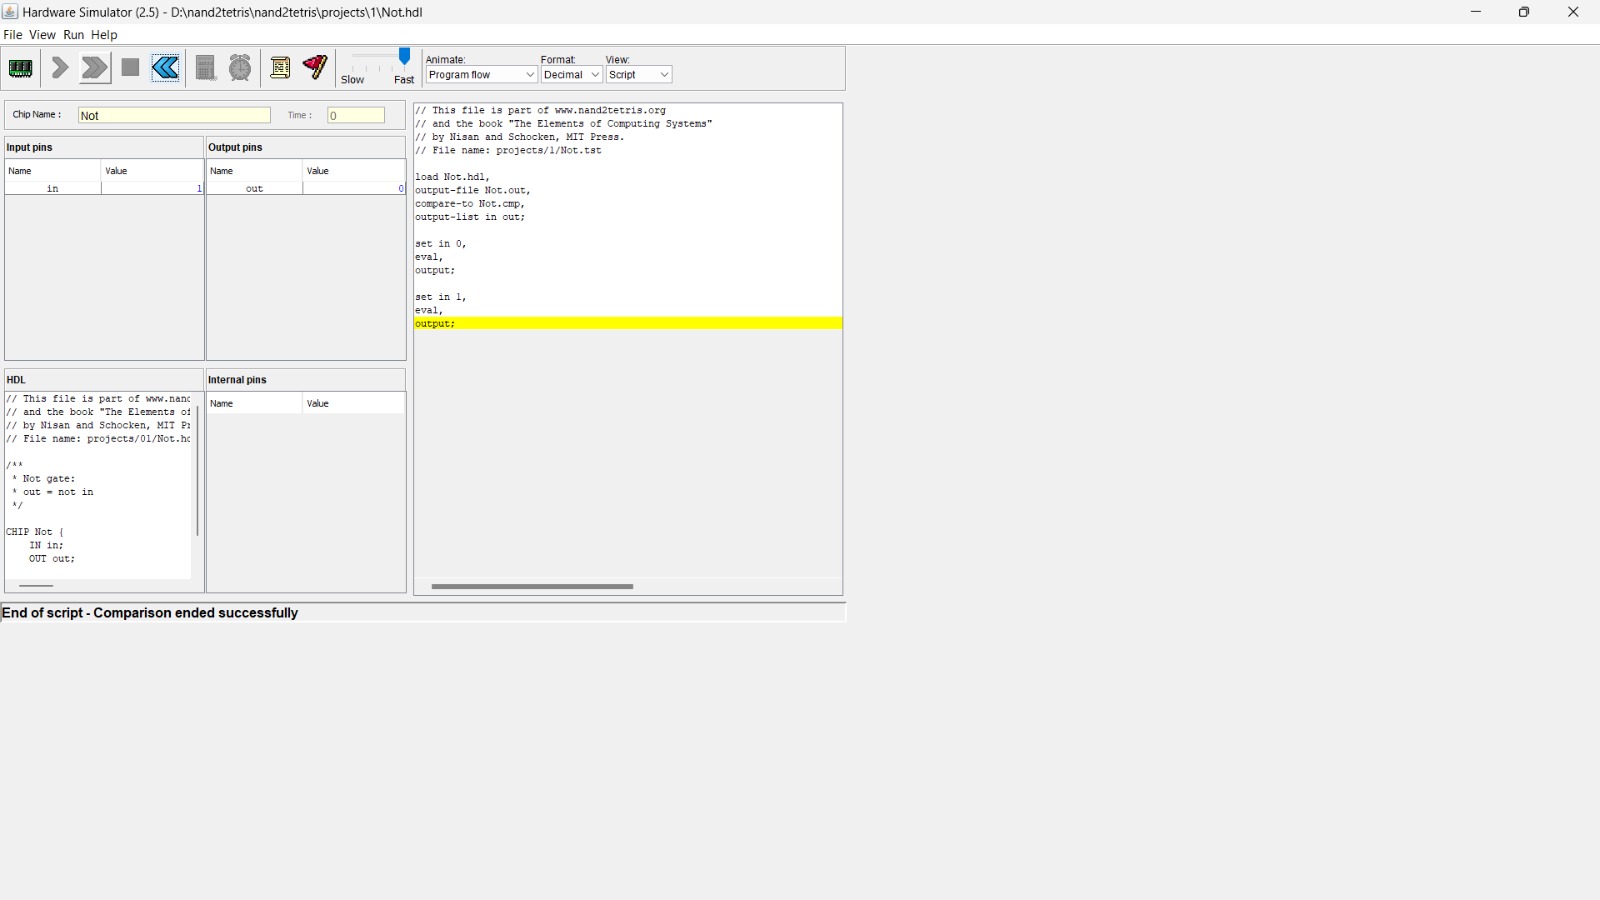 Hardware Simulator (2.5) - D:\nand2tetris\nand2tetris\projects\1\Not.hdl
File View Run Help
Slow Fast
Animate: Format: View:
Program flow Decimal Script
Chip Name : Not Time : 0
Input pins
Name Value
in 1
Output pins
Name Value
out 0
HDL
// This file is part of www.nand
// and the book "The Elements of
// by Nisan and Schocken, MIT Pr
// File name: projects/01/Not.hd
/**
* Not gate:
* out = not in
*/
CHIP Not {
IN in;
OUT out;
Internal pins
Name Value
// This file is part of www.nand2tetris.org
// and the book "The Elements of Computing Systems"
// by Nisan and Schocken, MIT Press.
// File name: projects/1/Not.tst
load Not.hdl,
output-file Not.out,
compare-to Not.cmp,
output-list in out;
set in 0,
eval,
output;
set in 1,
eval,
output;
End of script - Comparison ended successfully